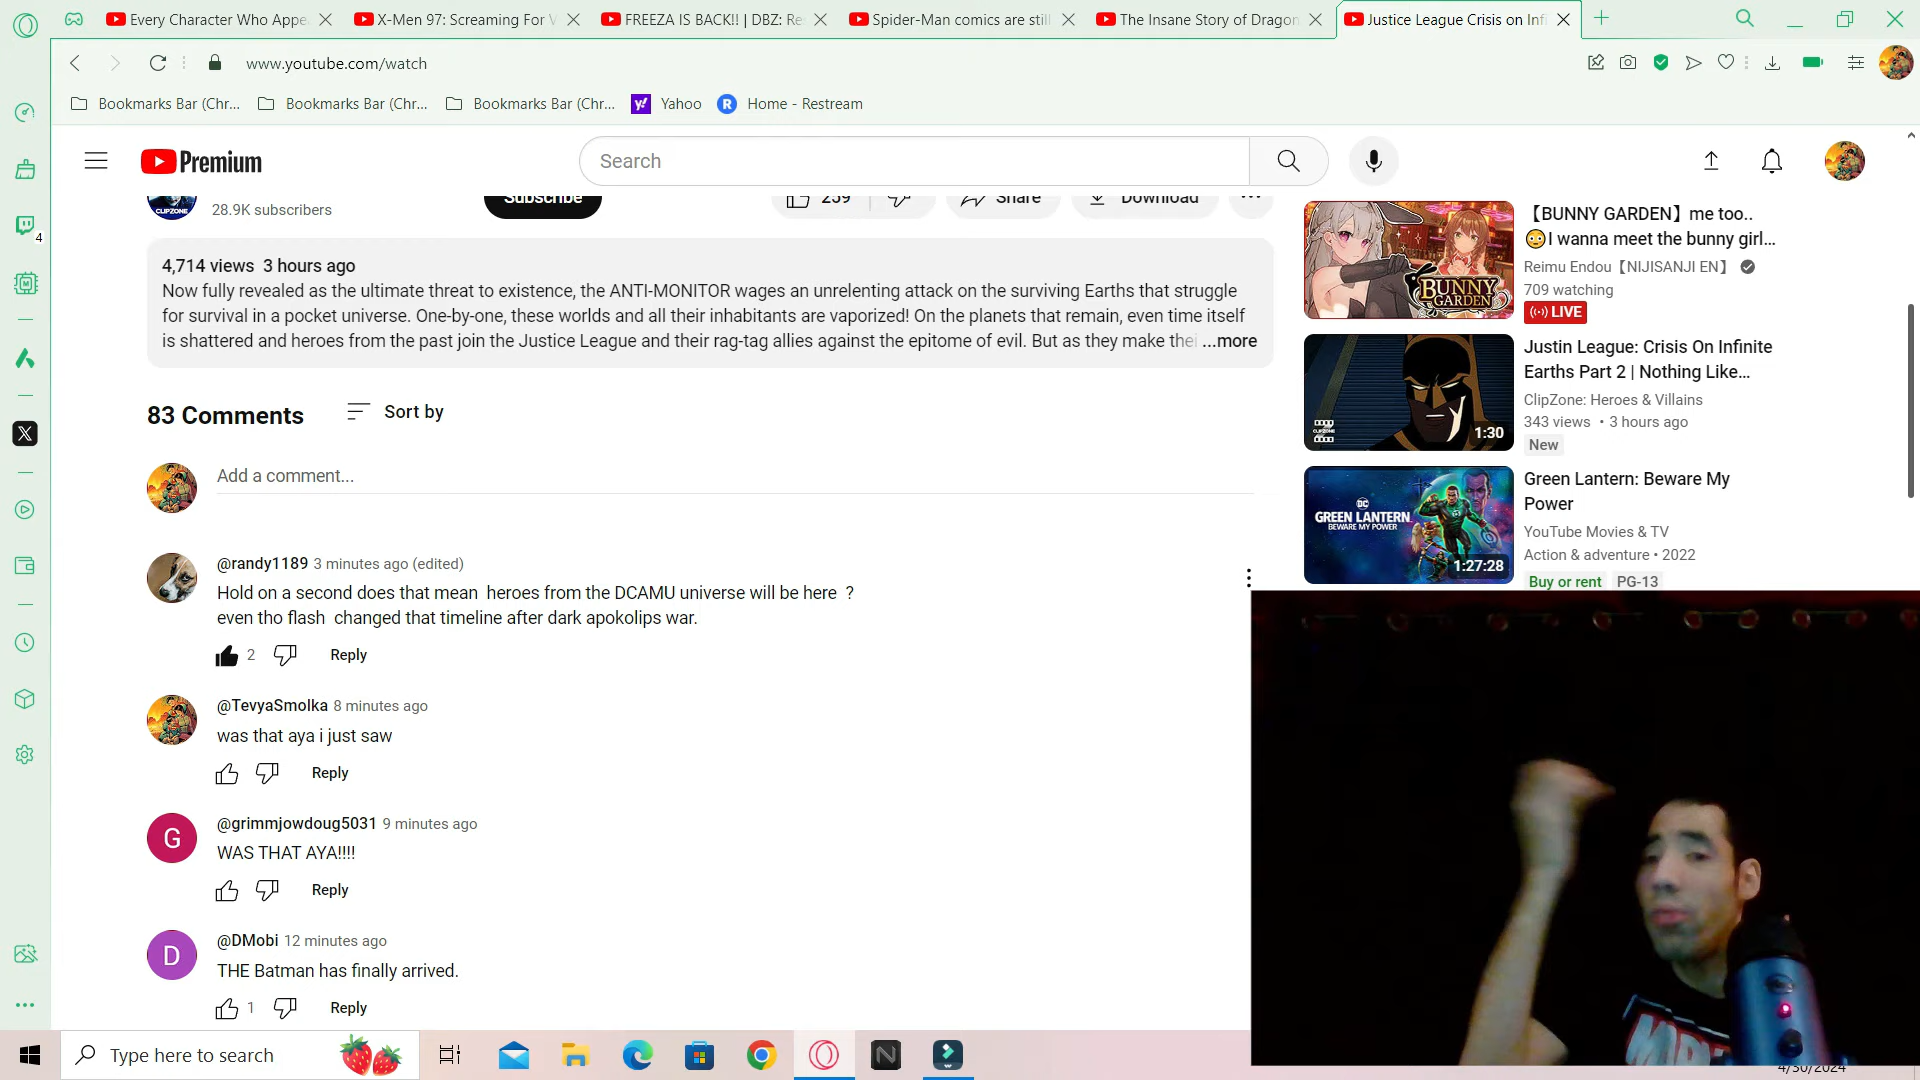 Every Character Who Appe
X-Men 97: Screaming For V
FREEZA IS BACK!! | DBZ: Re
Spider-Man comics are still
The Insane Story of Dragon
Justice League Crisis on Infi
www.youtube.com/watch
Bookmarks Bar (Chr...
Bookmarks Bar (Chr...
Bookmarks Bar (Chr...
Yahoo
R
Home - Restream
4
Premium
Search
CLIPZONE
28.9K subscribers
Subscribe
259
Share
Download
4,714 views 3 hours ago
Now fully revealed as the ultimate threat to existence, the ANTI-MONITOR wages an unrelenting attack on the surviving Earths that struggle
for survival in a pocket universe. One-by-one, these worlds and all their inhabitants are vaporized! On the planets that remain, even time itself
is shattered and heroes from the past join the Justice League and their rag-tag allies against the epitome of evil. But as they make thei ...more
83 Comments
Sort by
Add a comment...
@randy1189 3 minutes ago (edited)
Hold on a second does that mean heroes from the DCAMU universe will be here ?
even tho flash changed that timeline after dark apokolips war.
2
Reply
@TevyaSmolka 8 minutes ago
was that aya i just saw
Reply
G
@grimmjowdoug5031 9 minutes ago
WAS THAT AYA!!!!
Reply
D
@DMobi 12 minutes ago
THE Batman has finally arrived.
1
Reply
BUNNY
GARDEN
【BUNNY GARDEN】me too..
😳I wanna meet the bunny girl...
Reimu Endou【NIJISANJI EN】
709 watching
LIVE
1:30
Justin League: Crisis On Infinite
Earths Part 2 | Nothing Like...
ClipZone: Heroes & Villains
343 views • 3 hours ago
New
DC
GREEN LANTERN
BEWARE MY POWER
1:27:28
Green Lantern: Beware My
Power
YouTube Movies & TV
Action & adventure • 2022
Buy or rent PG-13
Type here to search
4/30/2024